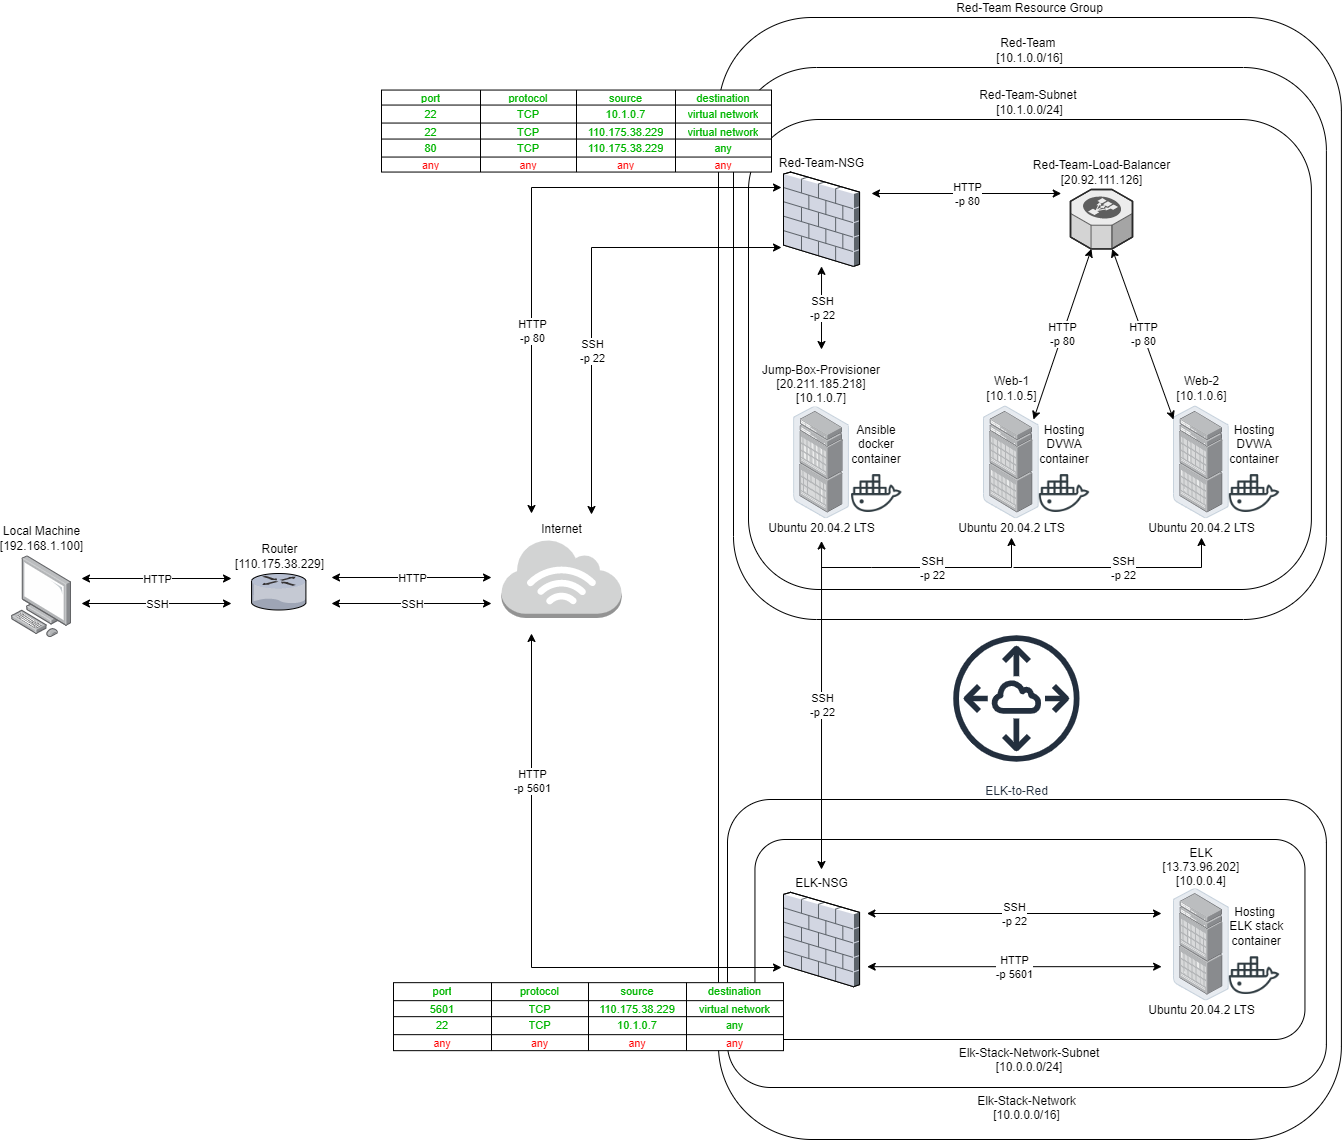 Red-Team Resource Group
Red-Team
[10.1.0.0/16]
Red-Team-Subnet
[10.1.0.0/24]
port protocol source destination
22 TCP 10.1.0.7 virtual network
22 TCP 110.175.38.229 virtual network
80 TCP 110.175.38.229 any
any any any any
Red-Team-NSG
Red-Team-Load-Balancer
[20.92.111.126]
HTTP
-p 80
SSH
-p 22
HTTP
-p 80
SSH
-p 22
HTTP
-p 80
HTTP
-p 80
Jump-Box-Provisioner
[20.211.185.218]
[10.1.0.7]
Ansible
docker
container
Ubuntu 20.04.2 LTS
Web-1
[10.1.0.5]
Hosting
DVWA
container
Ubuntu 20.04.2 LTS
Web-2
[10.1.0.6]
Hosting
DVWA
container
Ubuntu 20.04.2 LTS
SSH
-p 22
SSH
-p 22
Local Machine
[192.168.1.100]
HTTP
SSH
Router
[110.175.38.229]
HTTP
SSH
Internet
SSH
-p 22
HTTP
-p 5601
ELK-to-Red
ELK-NSG
SSH
-p 22
HTTP
-p 5601
ELK
[13.73.96.202]
[10.0.0.4]
Hosting
ELK stack
container
Ubuntu 20.04.2 LTS
port protocol source destination
5601 TCP 110.175.38.229 virtual network
22 TCP 10.1.0.7 any
any any any any
Elk-Stack-Network-Subnet
[10.0.0.0/24]
Elk-Stack-Network
[10.0.0.0/16]